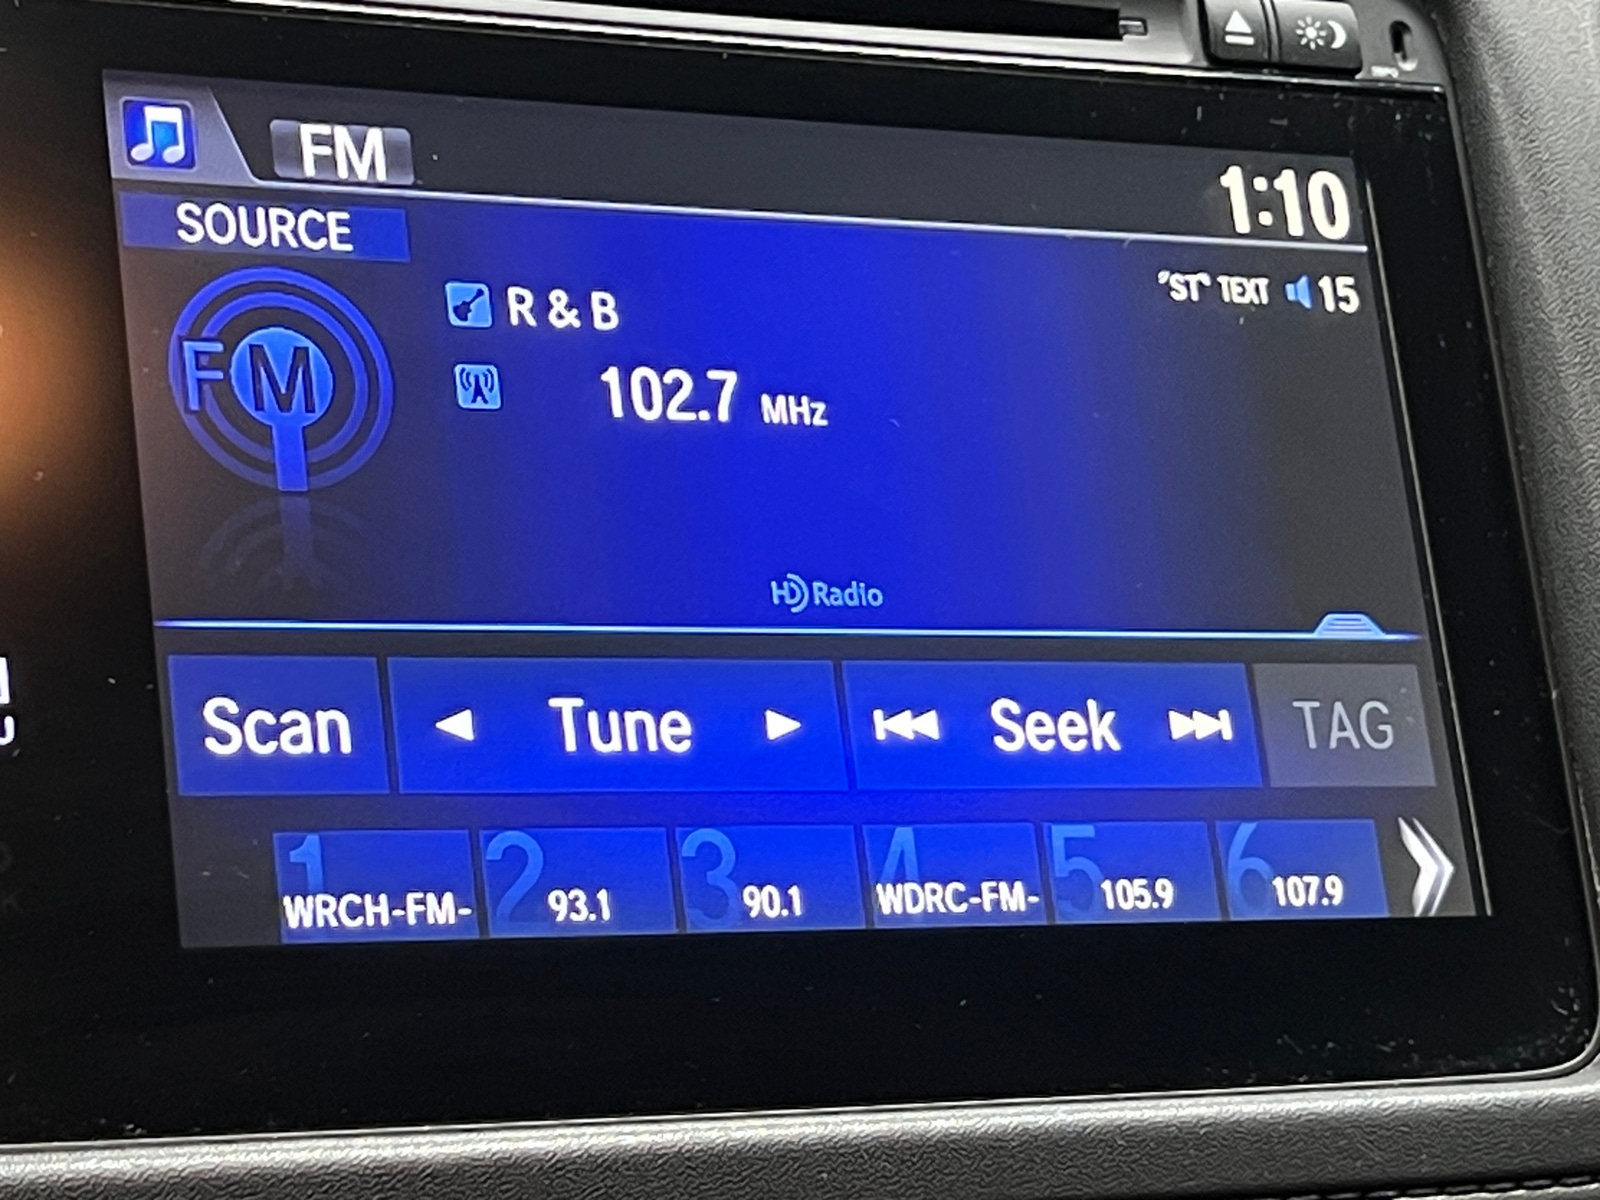 FM
1:10
SOURCE
"ST" TEXT 15
FM
R & B
102.7 MHz
HD Radio
Scan Tune Seek TAG
1 2 3 4 5 6
WRCH-FM- 93.1 90.1 WDRC-FM- 105.9 107.9